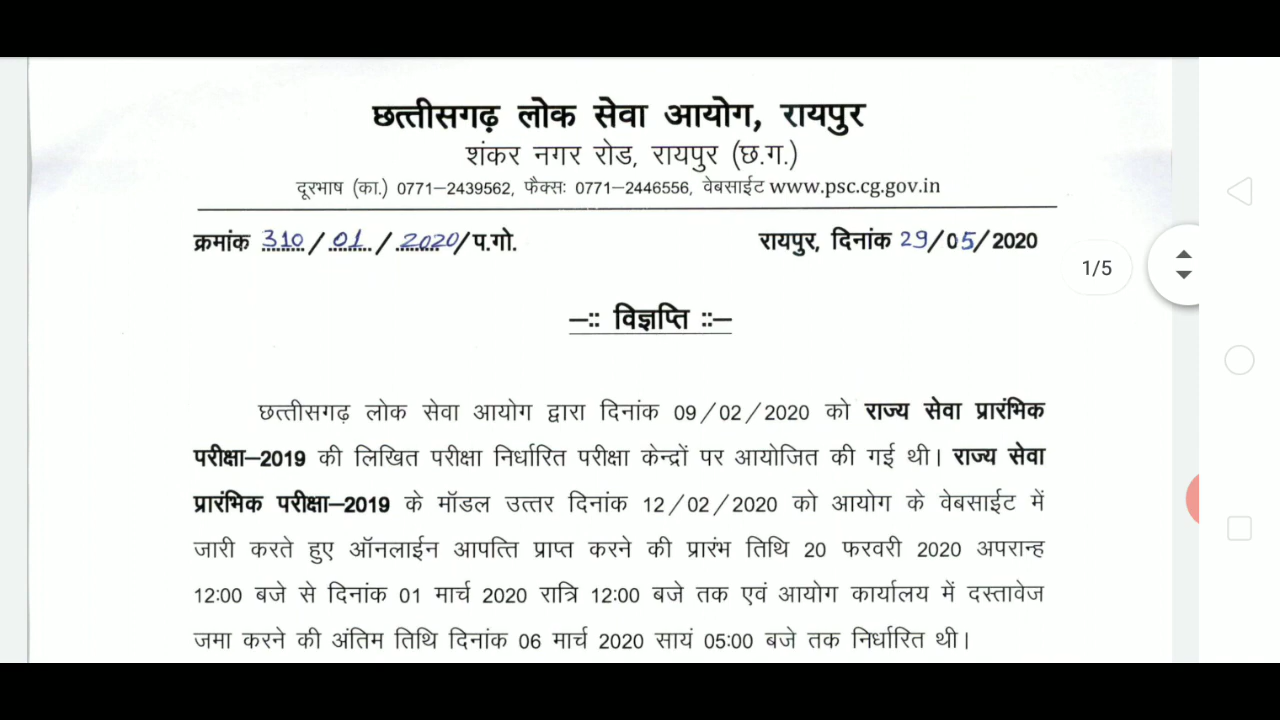 छत्तीसगढ़ लोक सेवा आयोग, रायपुर
शंकर नगर रोड, रायपुर (छ.ग.)
दूरभाष (का.) 0771–2439562, फैक्सः 0771–2446556, वेबसाईट www.psc.cg.gov.in
क्रमांक 310/01/2020/प.गो. रायपुर, दिनांक 29/05/2020
1/5
–:: विज्ञप्ति ::–
छत्तीसगढ़ लोक सेवा आयोग द्वारा दिनांक 09/02/2020 को राज्य सेवा प्रारंभिक
परीक्षा–2019 की लिखित परीक्षा निर्धारित परीक्षा केन्द्रों पर आयोजित की गई थी। राज्य सेवा
प्रारंभिक परीक्षा–2019 के मॉडल उत्तर दिनांक 12/02/2020 को आयोग के वेबसाईट में
जारी करते हुए ऑनलाईन आपत्ति प्राप्त करने की प्रारंभ तिथि 20 फरवरी 2020 अपरान्ह
12:00 बजे से दिनांक 01 मार्च 2020 रात्रि 12:00 बजे तक एवं आयोग कार्यालय में दस्तावेज
जमा करने की अंतिम तिथि दिनांक 06 मार्च 2020 सायं 05:00 बजे तक निर्धारित थी।